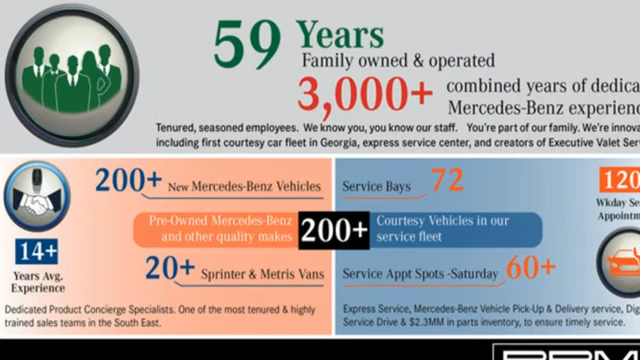 59 Years
Family owned & operated
3,000+ combined years of dedica
Mercedes-Benz experienc
Tenured, seasoned employees. We know you, you know our staff. You're part of our family. We're innova
including first courtesy car fleet in Georgia, express service center, and creators of Executive Valet Serv
200+ New Mercedes-Benz Vehicles
Service Bays 72
120
Wkday Se
Appointm
Pre-Owned Mercedes-Benz
and other quality makes
200+
Courtesy Vehicles in our
service fleet
14+
Years Avg.
Experience
20+ Sprinter & Metris Vans
Service Appt Spots -Saturday 60+
Dedicated Product Concierge Specialists. One of the most tenured & highly
trained sales teams in the South East.
Express Service, Mercedes-Benz Vehicle Pick-Up & Delivery service, Dig
Service Drive & $2.3MM in parts inventory, to ensure timely service.